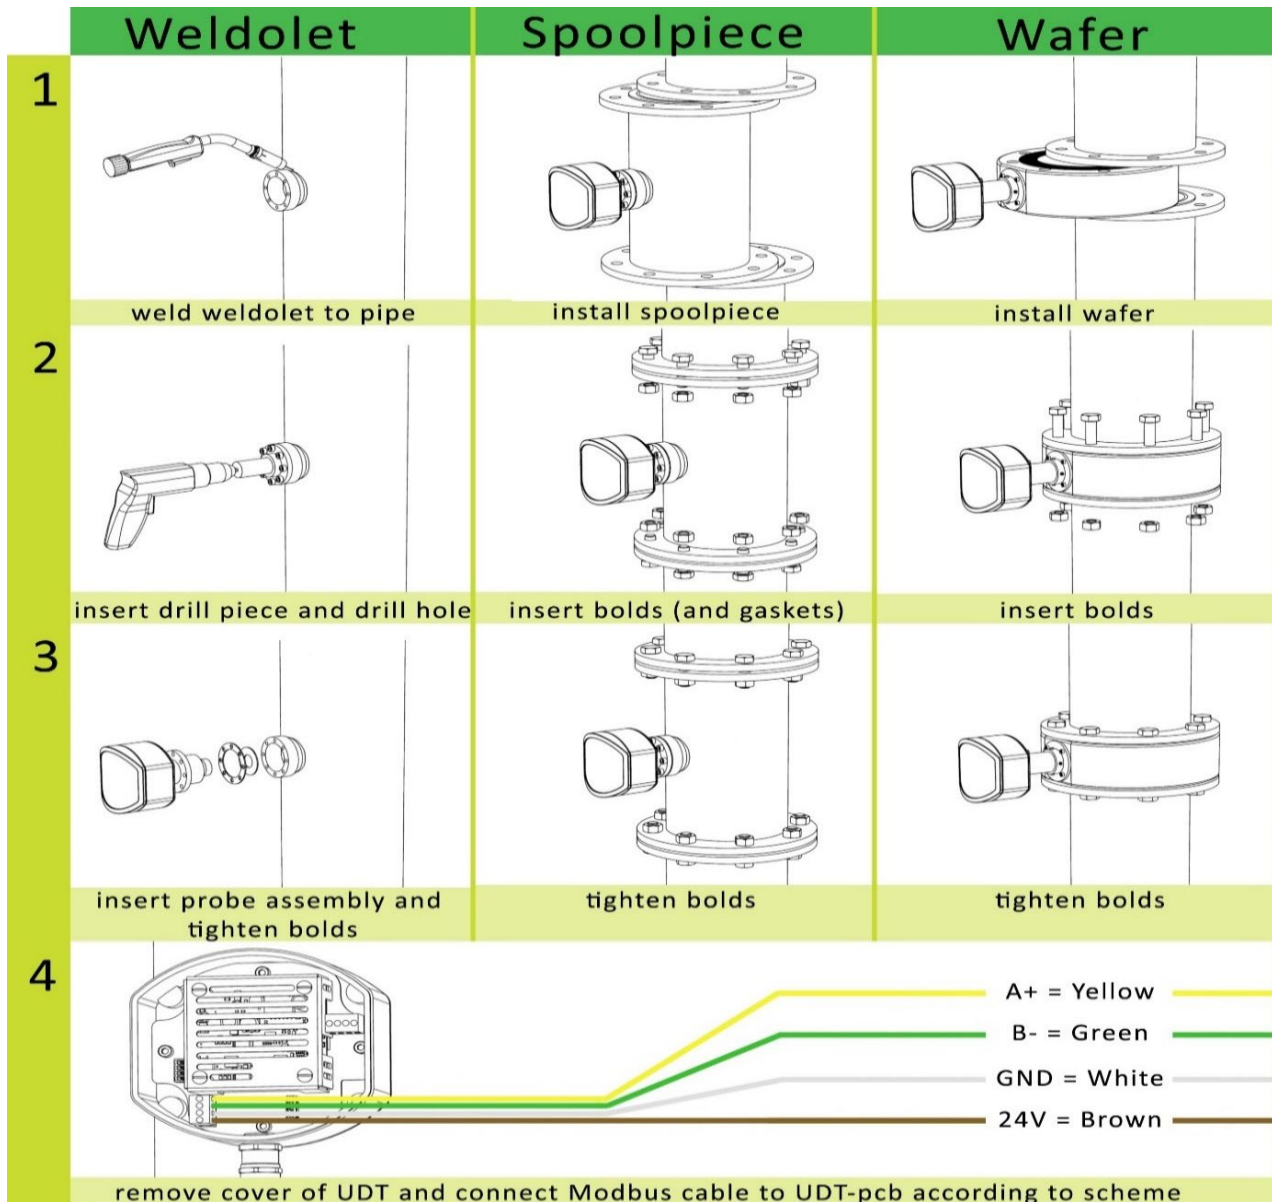 Weldolet
Spoolpiece
Wafer
1
weld weldolet to pipe
install spoolpiece
install wafer
2
insert drill piece and drill hole
insert bolds (and gaskets)
insert bolds
3
insert probe assembly and
tighten bolds
tighten bolds
tighten bolds
4
A+ = Yellow
B- = Green
GND = White
24V = Brown
remove cover of UDT and connect Modbus cable to UDT-pcb according to scheme